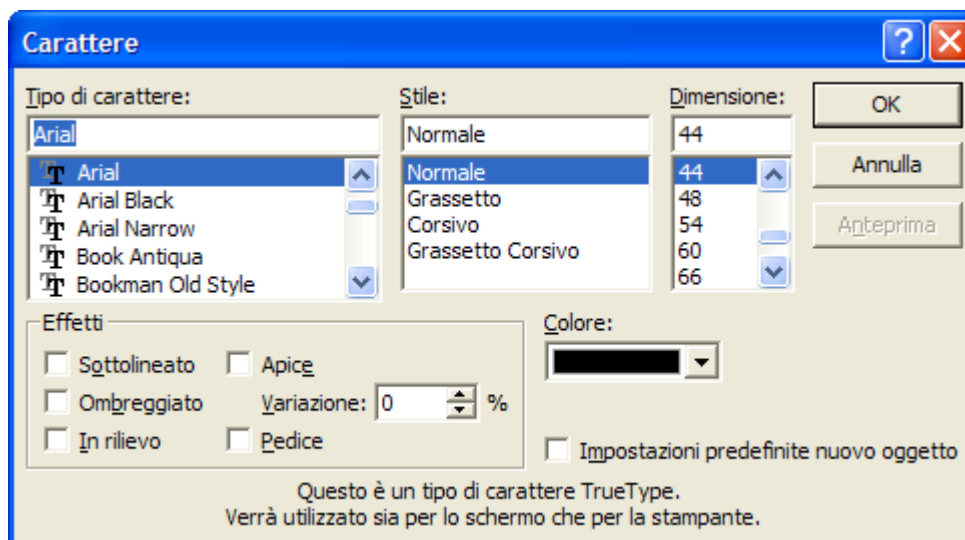 Carattere
Tipo di carattere: Stile: Dimensione:
Arial Normale 44 OK
Arial Normale 44 Annulla
Arial Black Grassetto 48
Arial Narrow Corsivo 54 Anteprima
Book Antiqua Grassetto Corsivo 60
Bookman Old Style 66
Effetti Colore:
Sottolineato Apice
Ombreggiato Variazione: 0 %
In rilievo Pedice Impostazioni predefinite nuovo oggetto
Questo è un tipo di carattere TrueType.
Verrà utilizzato sia per lo schermo che per la stampante.